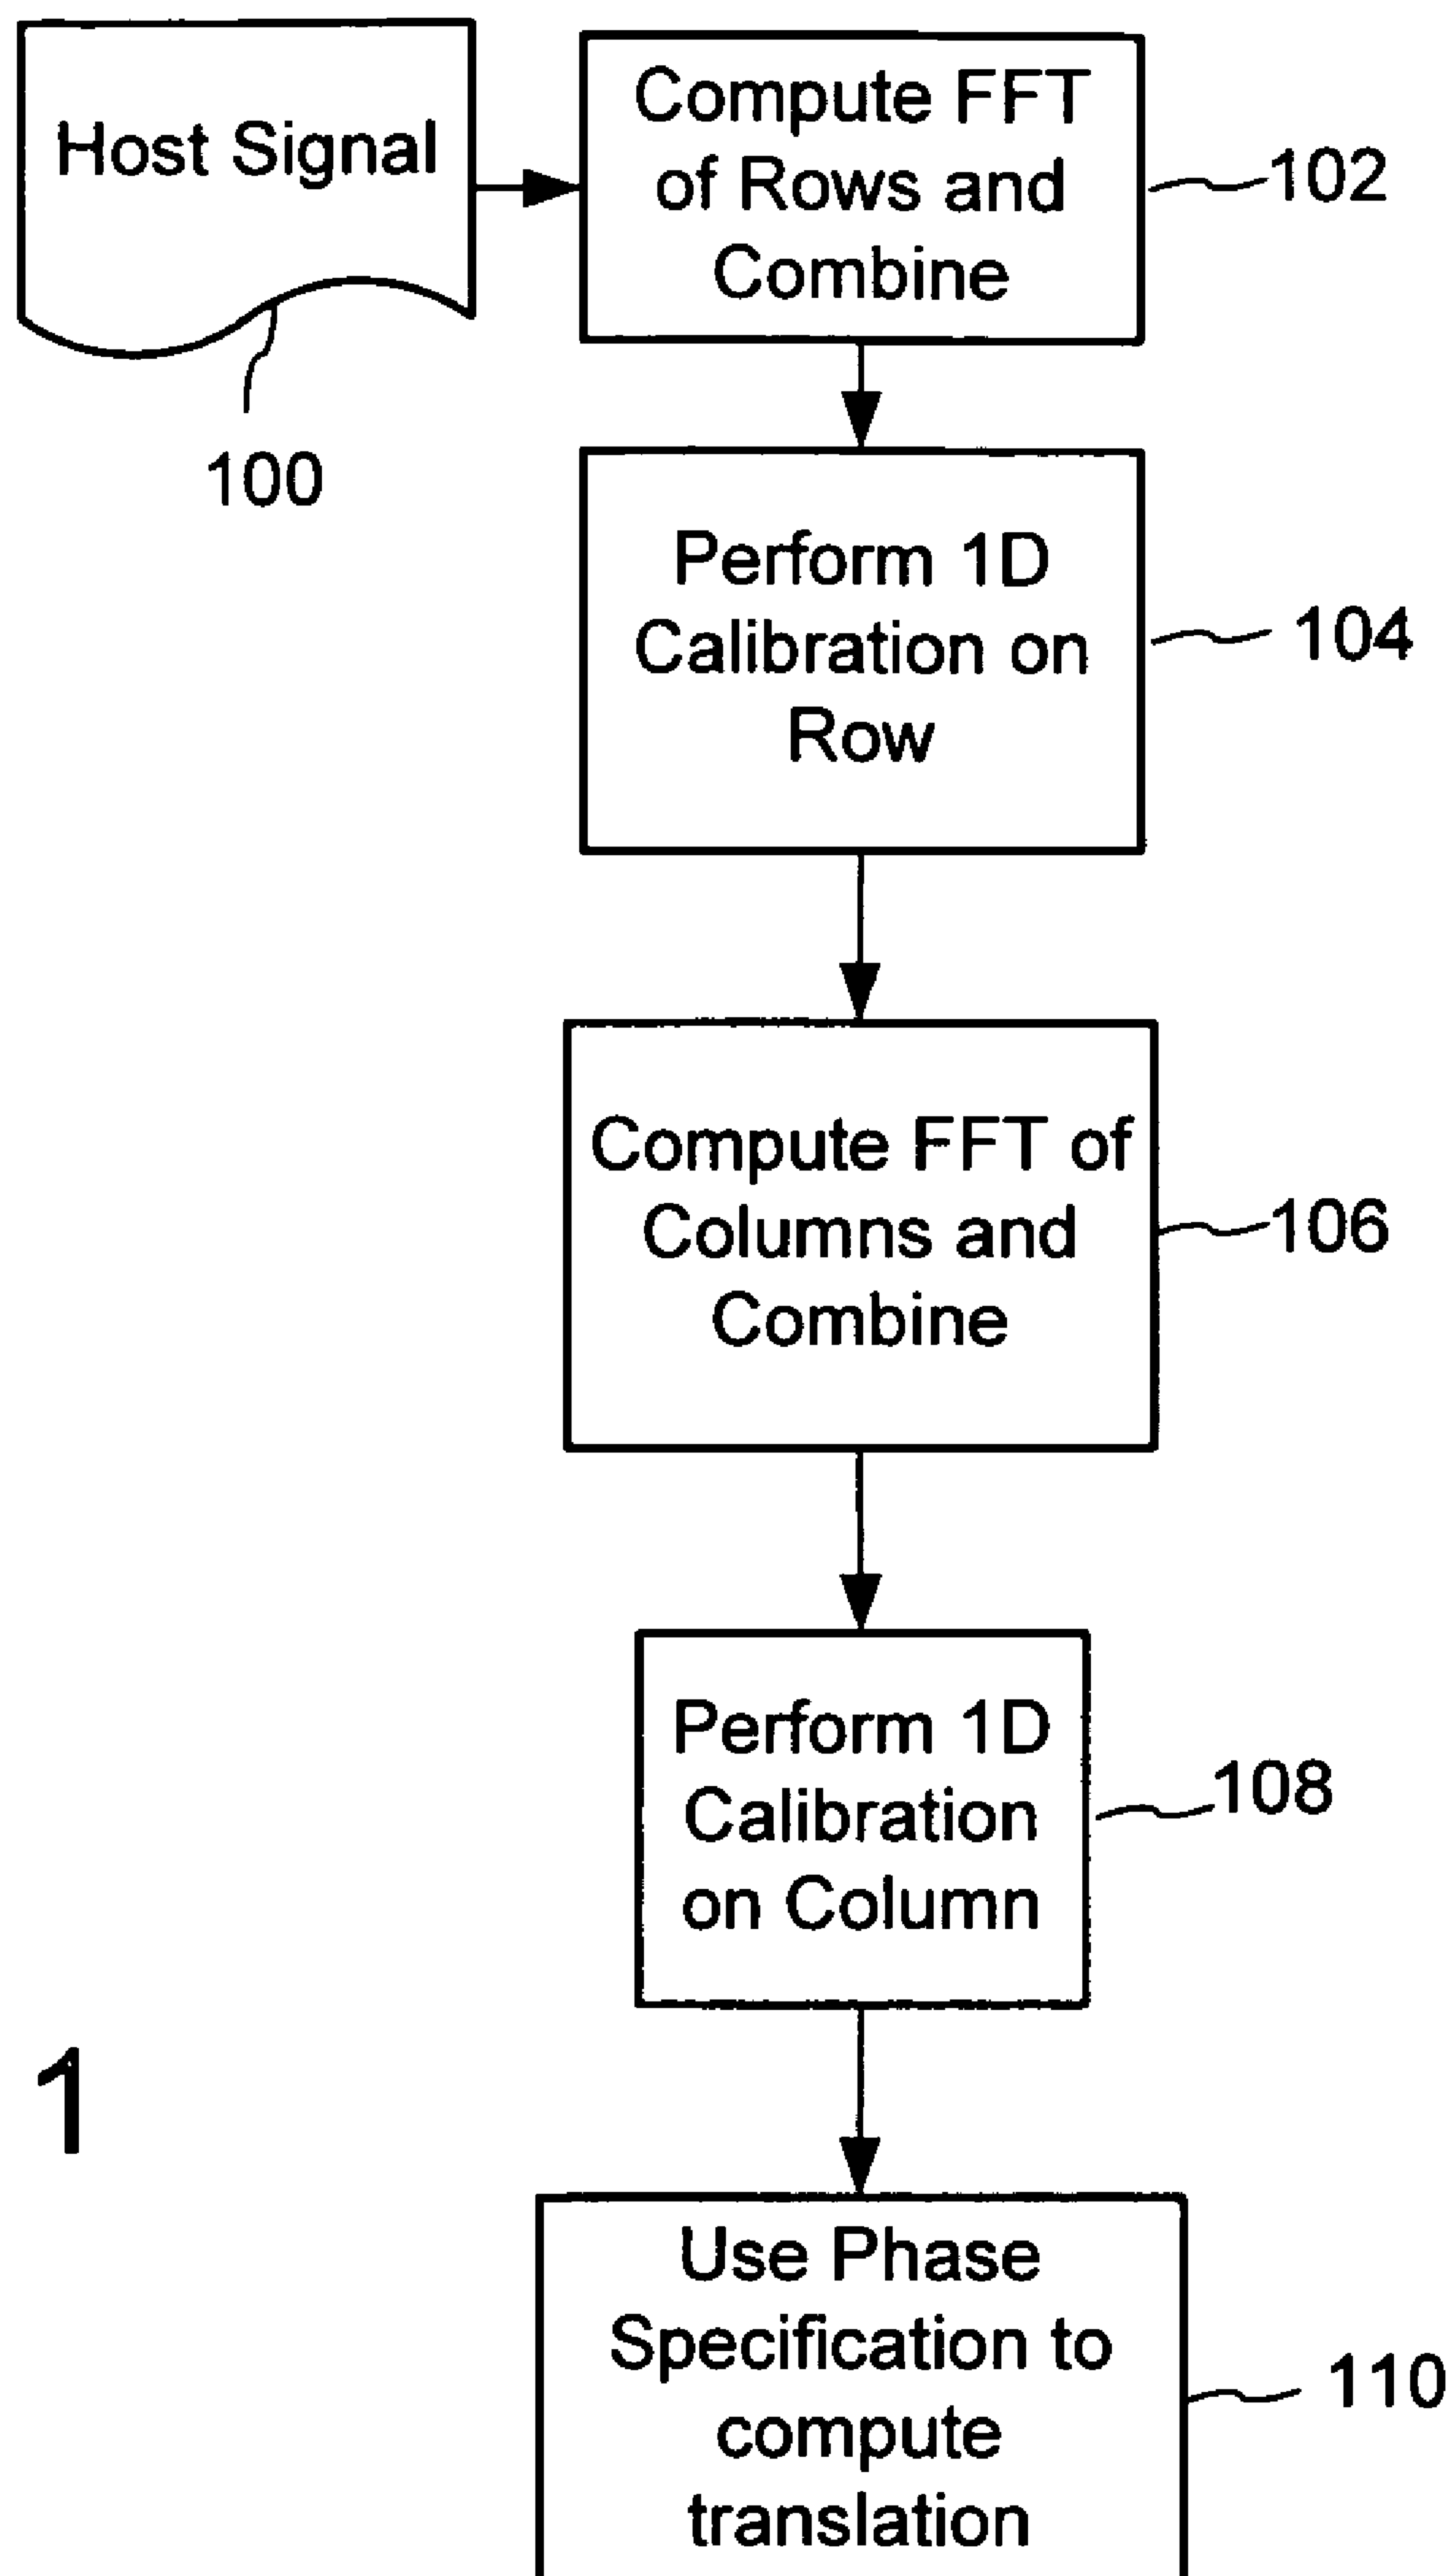 Host Signal
100
Compute FFT
of Rows and
Combine
102
Perform 1D
Calibration on
Row
104
Compute FFT of
Columns and
Combine
106
Perform 1D
Calibration
on Column
108
1
Use Phase
Specification to
compute
translation
110